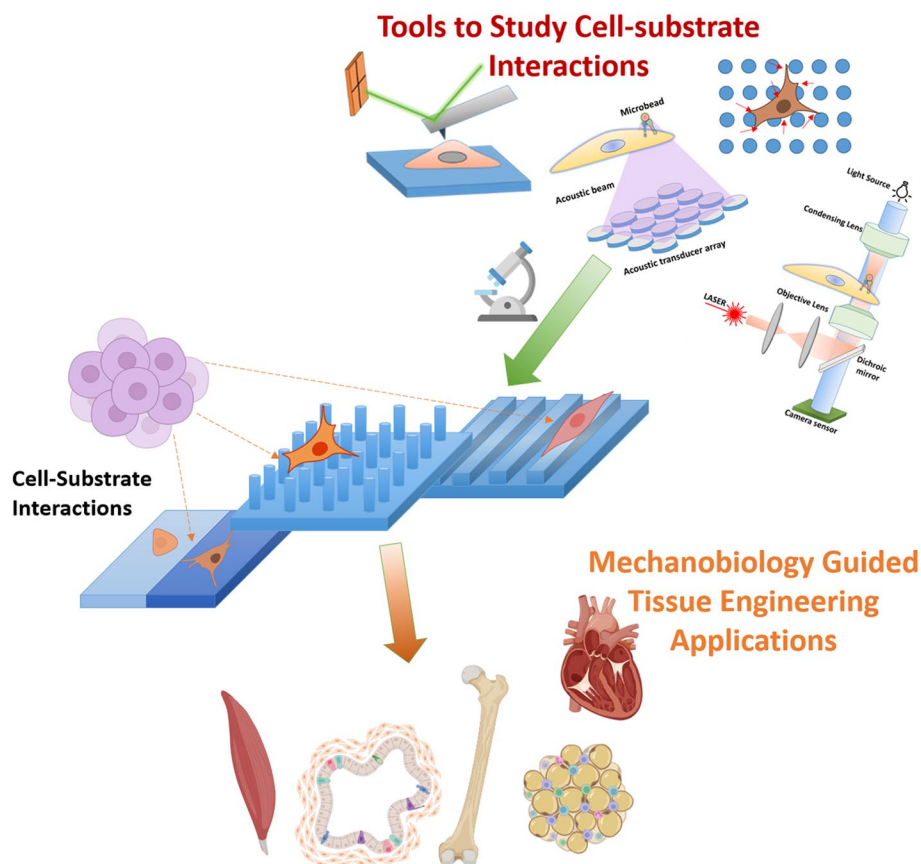 Tools to Study Cell-substrate
Interactions
Microbead
Acoustic beam
Acoustic transducer array
Light Source
Condensing Lens
Objective Lens
LASER
Dichroic
mirror
Camera sensor
Cell-Substrate
Interactions
Mechanobiology Guided
Tissue Engineering
Applications